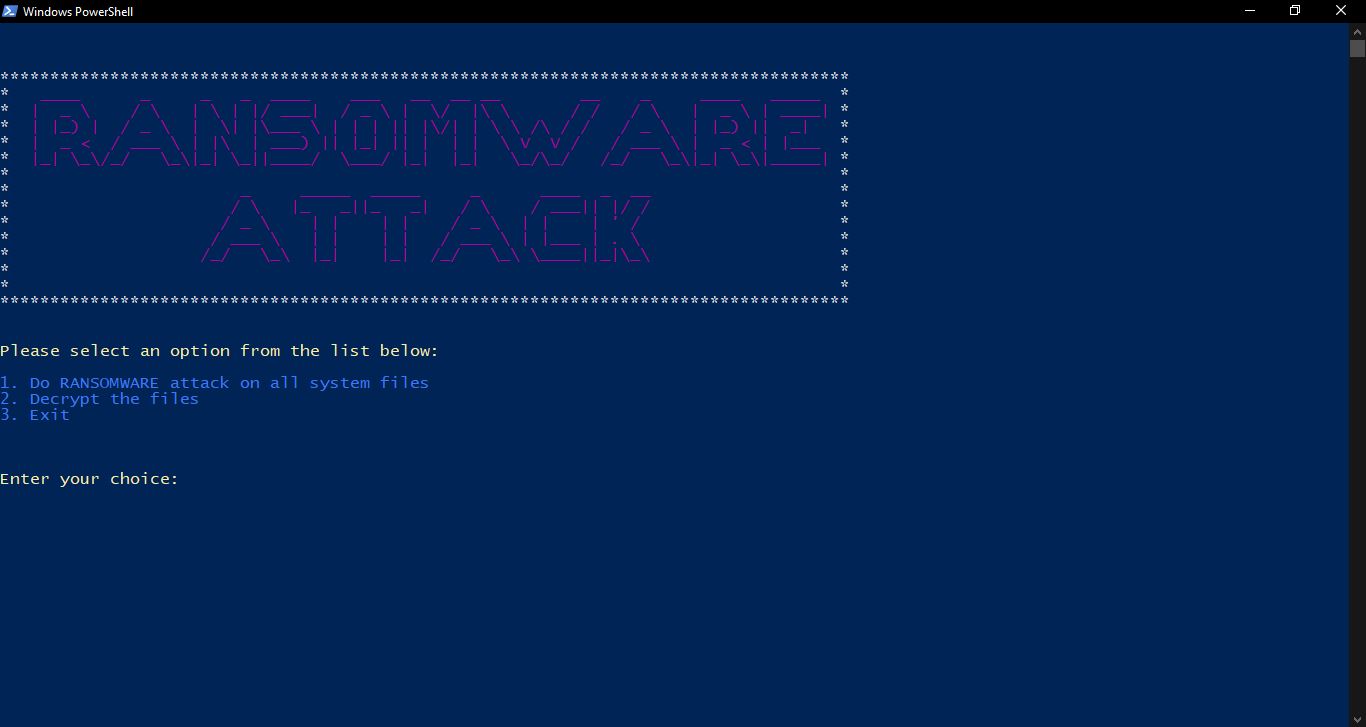 Windows PowerShell
RANSOMWARE
ATTACK
Please select an option from the list below:
1. Do RANSOMWARE attack on all system files
2. Decrypt the files
3. Exit
Enter your choice: